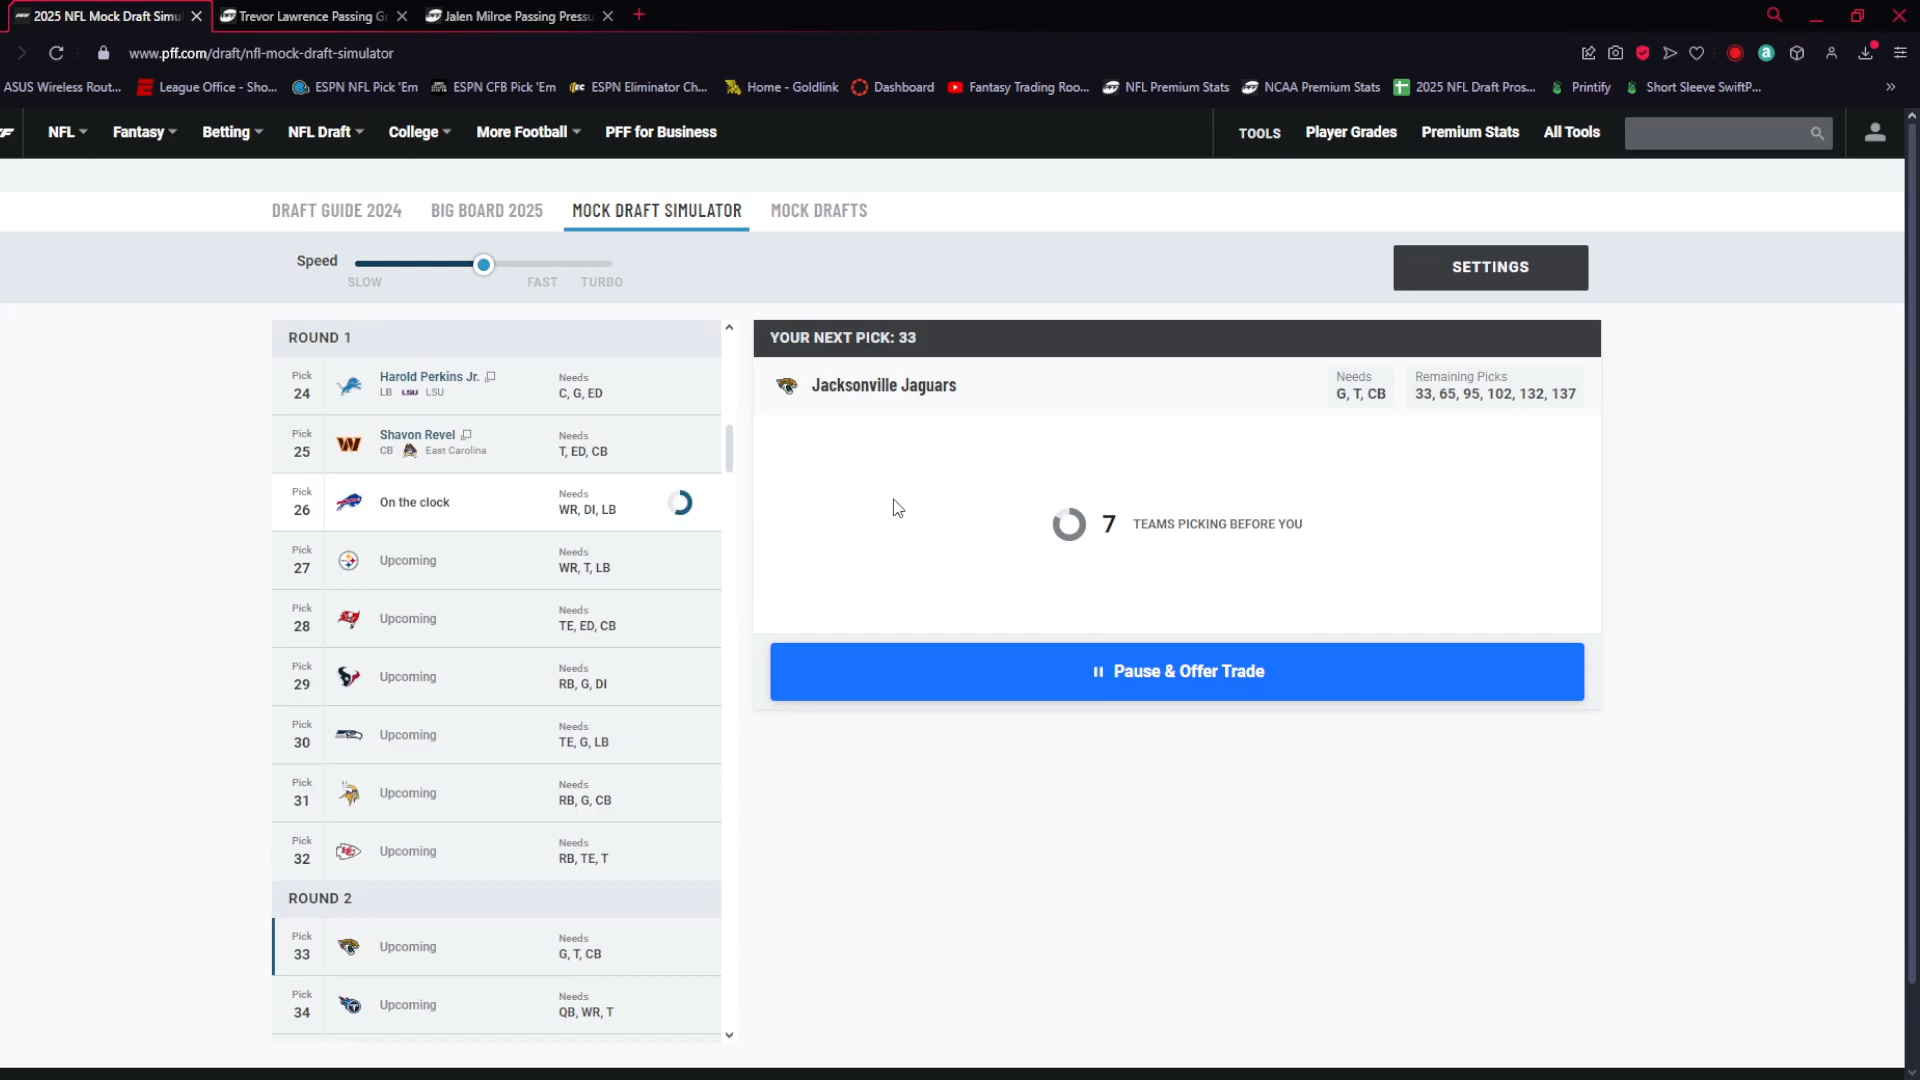 2025 NFL Mock Draft Simu
Trevor Lawrence Passing G
Jalen Milroe Passing Pressu
www.pff.com/draft/nfl-mock-draft-simulator
ASUS Wireless Rout...
League Office - Sho...
ESPN NFL Pick 'Em
ESPN CFB Pick 'Em
ESPN Eliminator Ch...
Home - Goldlink
Dashboard
Fantasy Trading Roo...
NFL Premium Stats
NCAA Premium Stats
2025 NFL Draft Pros...
Printify
Short Sleeve SwiftP...
NFL
Fantasy
Betting
NFL Draft
College
More Football
PFF for Business
TOOLS
Player Grades
Premium Stats
All Tools
DRAFT GUIDE 2024
BIG BOARD 2025
MOCK DRAFT SIMULATOR
MOCK DRAFTS
Speed
SLOW
FAST
TURBO
SETTINGS
ROUND 1
Pick
24
Harold Perkins Jr.
LB LSU LSU
Needs
C, G, ED
Pick
25
Shavon Revel
CB East Carolina
Needs
T, ED, CB
Pick
26
On the clock
Needs
WR, DI, LB
Pick
27
Upcoming
Needs
WR, T, LB
Pick
28
Upcoming
Needs
TE, ED, CB
Pick
29
Upcoming
Needs
RB, G, DI
Pick
30
Upcoming
Needs
TE, G, LB
Pick
31
Upcoming
Needs
RB, G, CB
Pick
32
Upcoming
Needs
RB, TE, T
ROUND 2
Pick
33
Upcoming
Needs
G, T, CB
Pick
34
Upcoming
Needs
QB, WR, T
YOUR NEXT PICK: 33
Jacksonville Jaguars
Needs
G, T, CB
Remaining Picks
33, 65, 95, 102, 132, 137
7 TEAMS PICKING BEFORE YOU
Pause & Offer Trade